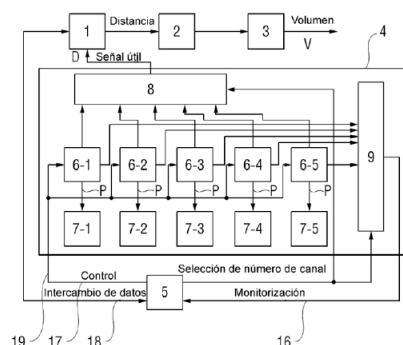 1 Distancia 2 3 Volumen V 4
D Señal útil
8
9
6-1 6-2 6-3 6-4 6-5
P P P P P
7-1 7-2 7-3 7-4 7-5
Control Selección de número de canal
Intercambio de datos 5 Monitorización
19 17 18 16